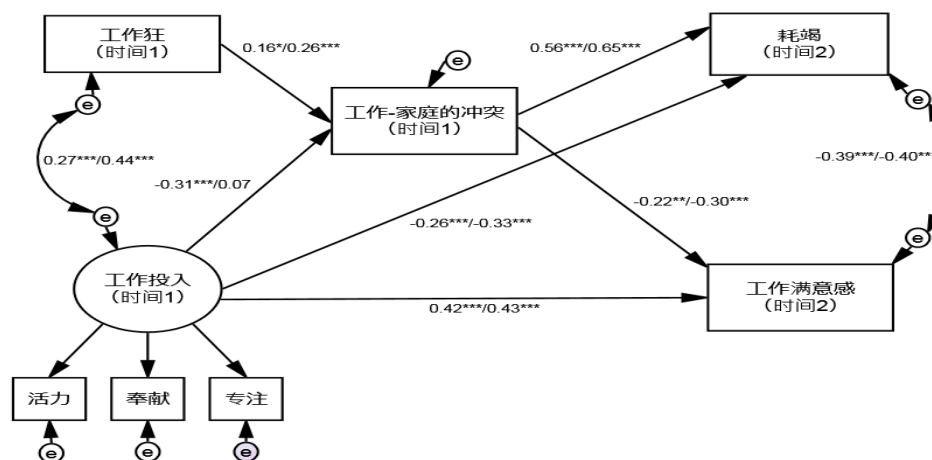 工作狂
（时间1）
0.16*/0.26***
e
0.56***/0.65***
耗竭
（时间2）
e
工作-家庭的冲突
（时间1）
e
e
0.27***/0.44***
-0.39***/-0.40***
-0.31***/0.07
-0.22**/-0.30***
e
-0.26***/-0.33***
e
工作投入
（时间1）
工作满意感
（时间2）
0.42***/0.43***
活力
奉献
专注
e
e
e